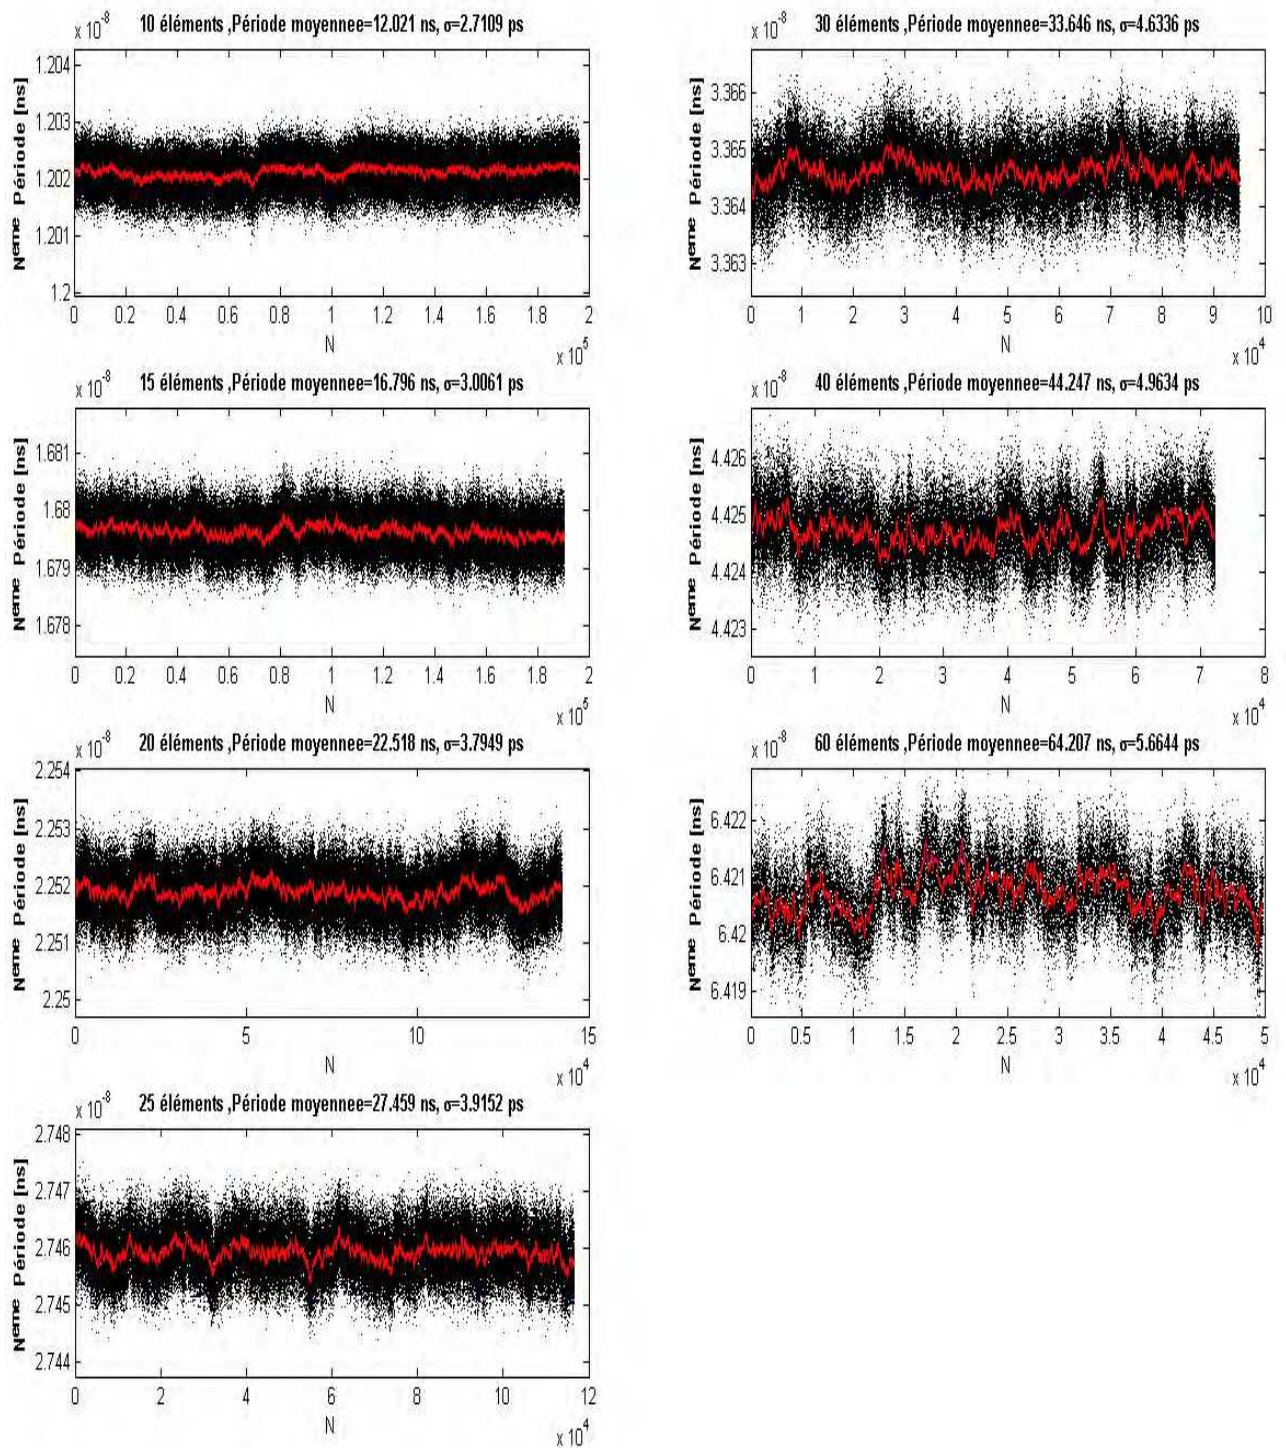 10 éléments ,Période moyennee=12.021 ns, σ=2.7109 ps
x 10⁻⁸
Nᵉᵐᵉ Période [ns]
1.204
1.203
1.202
1.201
1.2
0 0.2 0.4 0.6 0.8 1 1.2 1.4 1.6 1.8 2
N
x 10⁵
30 éléments ,Période moyennee=33.646 ns, σ=4.6336 ps
x 10⁻⁸
Nᵉᵐᵉ Période [ns]
3.366
3.365
3.364
3.363
0 1 2 3 4 5 6 7 8 9 10
N
x 10⁴
15 éléments ,Période moyennee=16.796 ns, σ=3.0061 ps
x 10⁻⁸
Nᵉᵐᵉ Période [ns]
1.681
1.68
1.679
1.678
0 0.2 0.4 0.6 0.8 1 1.2 1.4 1.6 1.8 2
N
x 10⁵
40 éléments ,Période moyennee=44.247 ns, σ=4.9634 ps
x 10⁻⁸
Nᵉᵐᵉ Période [ns]
4.426
4.425
4.424
4.423
0 1 2 3 4 5 6 7 8
N
x 10⁴
20 éléments ,Période moyennee=22.518 ns, σ=3.7949 ps
x 10⁻⁸
Nᵉᵐᵉ Période [ns]
2.254
2.253
2.252
2.251
2.25
0 5 10 15
N
x 10⁴
60 éléments ,Période moyennee=64.207 ns, σ=5.6644 ps
x 10⁻⁸
Nᵉᵐᵉ Période [ns]
6.422
6.421
6.42
6.419
0 0.5 1 1.5 2 2.5 3 3.5 4 4.5 5
N
x 10⁴
25 éléments ,Période moyennee=27.459 ns, σ=3.9152 ps
x 10⁻⁸
Nᵉᵐᵉ Période [ns]
2.748
2.747
2.746
2.745
2.744
0 2 4 6 8 10 12
N
x 10⁴